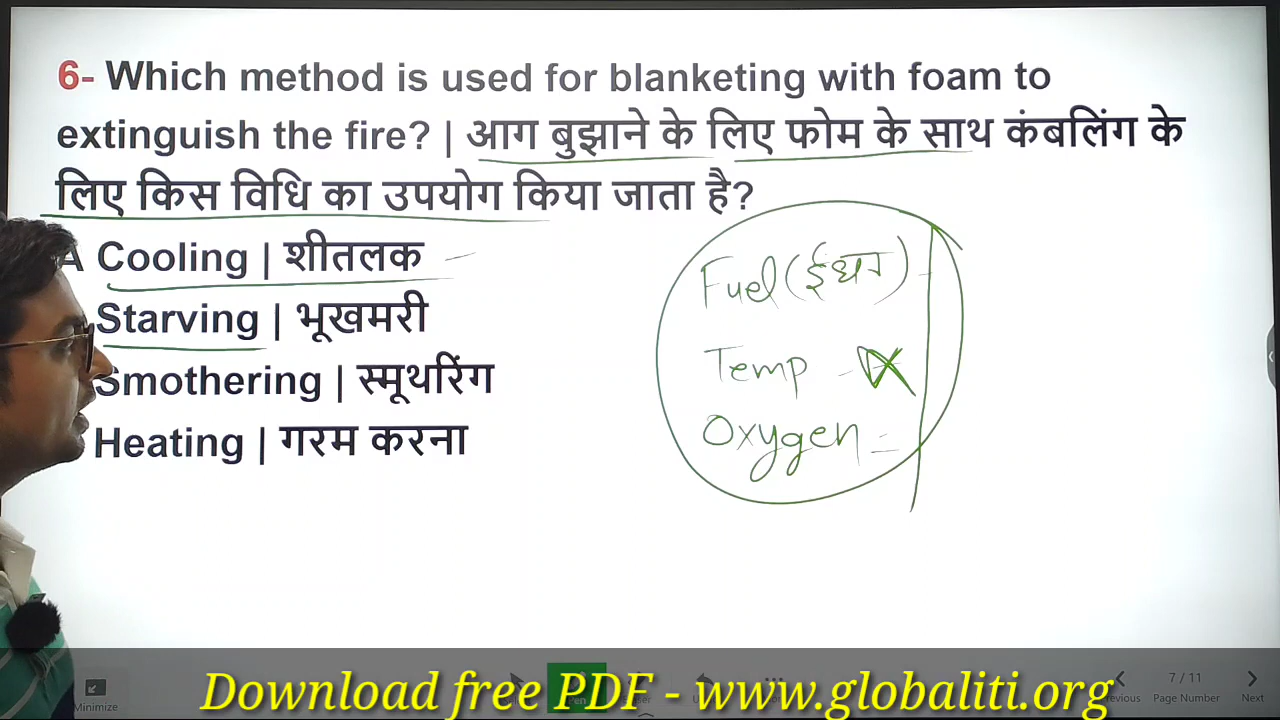 6- Which method is used for blanketing with foam to
extinguish the fire? | आग बुझाने के लिए फोम के साथ कंबलिंग के
लिए किस विधि का उपयोग किया जाता है?
A Cooling | शीतलक
Starving | भूखमरी
Smothering | स्मूथरिंग
Heating | गरम करना
Fuel (ईधन)
Temp
Oxygen =
Minimize
7 / 11
Page Number
Next
Download free PDF - www.globaliti.org